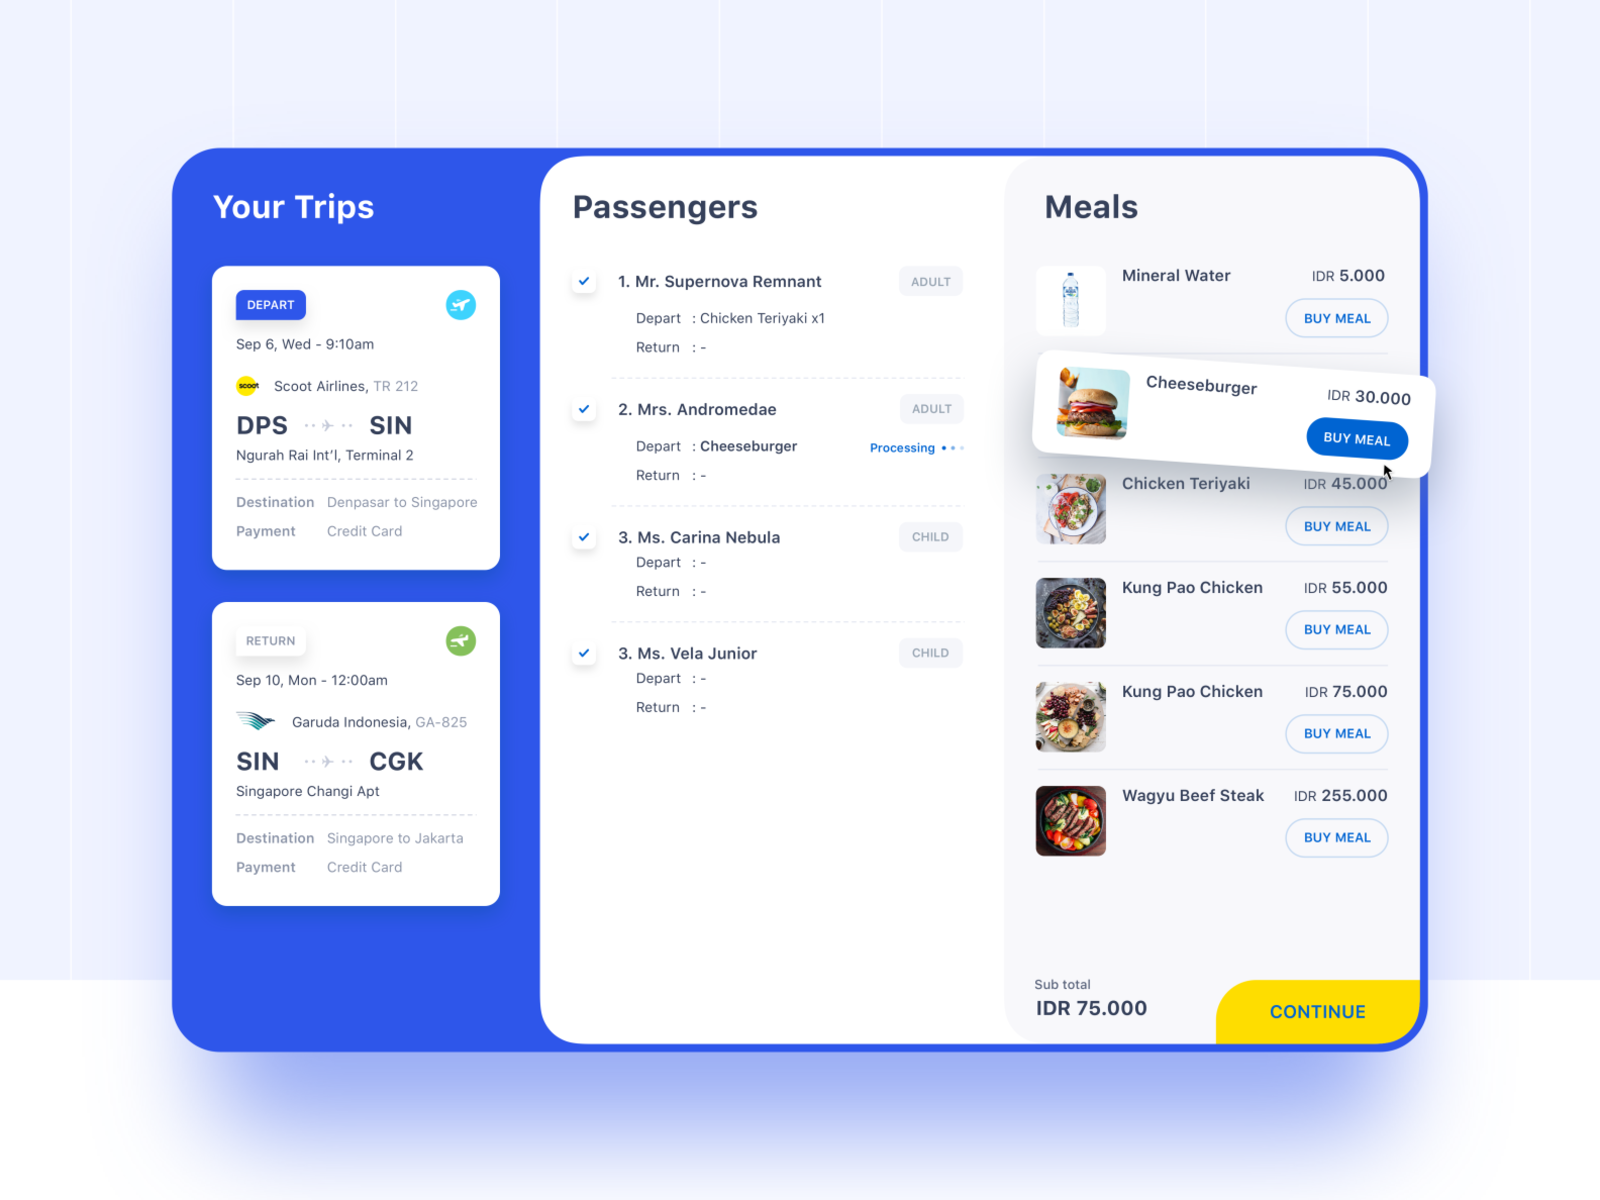 Your Trips
DEPART
Sep 6, Wed - 9:10am
scoot
Scoot Airlines, TR 212
DPS SIN
Ngurah Rai Int'l, Terminal 2
Destination Denpasar to Singapore
Payment Credit Card
RETURN
Sep 10, Mon - 12:00am
Garuda Indonesia, GA-825
SIN CGK
Singapore Changi Apt
Destination Singapore to Jakarta
Payment Credit Card
Passengers
1. Mr. Supernova Remnant ADULT
Depart : Chicken Teriyaki x1
Return : -
2. Mrs. Andromedae ADULT
Depart : Cheeseburger Processing
Return : -
3. Ms. Carina Nebula CHILD
Depart : -
Return : -
3. Ms. Vela Junior CHILD
Depart : -
Return : -
Meals
Mineral Water IDR 5.000
BUY MEAL
Cheeseburger IDR 30.000
BUY MEAL
Chicken Teriyaki IDR 45.000
BUY MEAL
Kung Pao Chicken IDR 55.000
BUY MEAL
Kung Pao Chicken IDR 75.000
BUY MEAL
Wagyu Beef Steak IDR 255.000
BUY MEAL
Sub total
IDR 75.000
CONTINUE